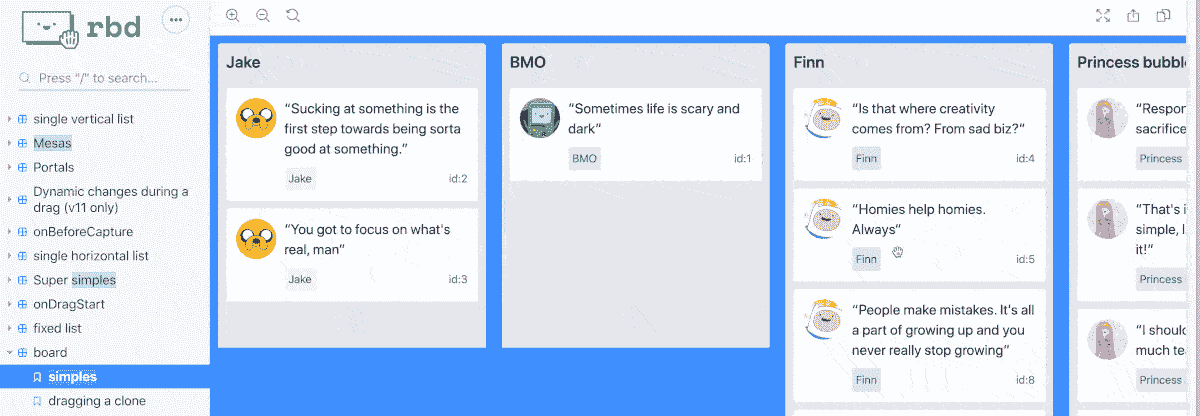 rbd
Press "/" to search...
single vertical list
Mesas
Portals
Dynamic changes during a
drag (v11 only)
onBeforeCapture
single horizontal list
Super simples
onDragStart
fixed list
board
simples
dragging a clone
Jake
“Sucking at something is the
first step towards being sorta
good at something.”
Jake
id:2
“You got to focus on what's
real, man”
Jake
id:3
BMO
“Sometimes life is scary and
dark”
BMO
id:1
Finn
“Is that where creativity
comes from? From sad biz?”
Finn
id:4
“Homies help homies.
Always”
Finn
id:5
“People make mistakes. It's all
a part of growing up and you
never really stop growing”
Finn
id:8
Princess bubbl
“Respon
sacrifice
Princess
“That's i
simple, I
it!”
Princess
“I shoul
much te
Princess